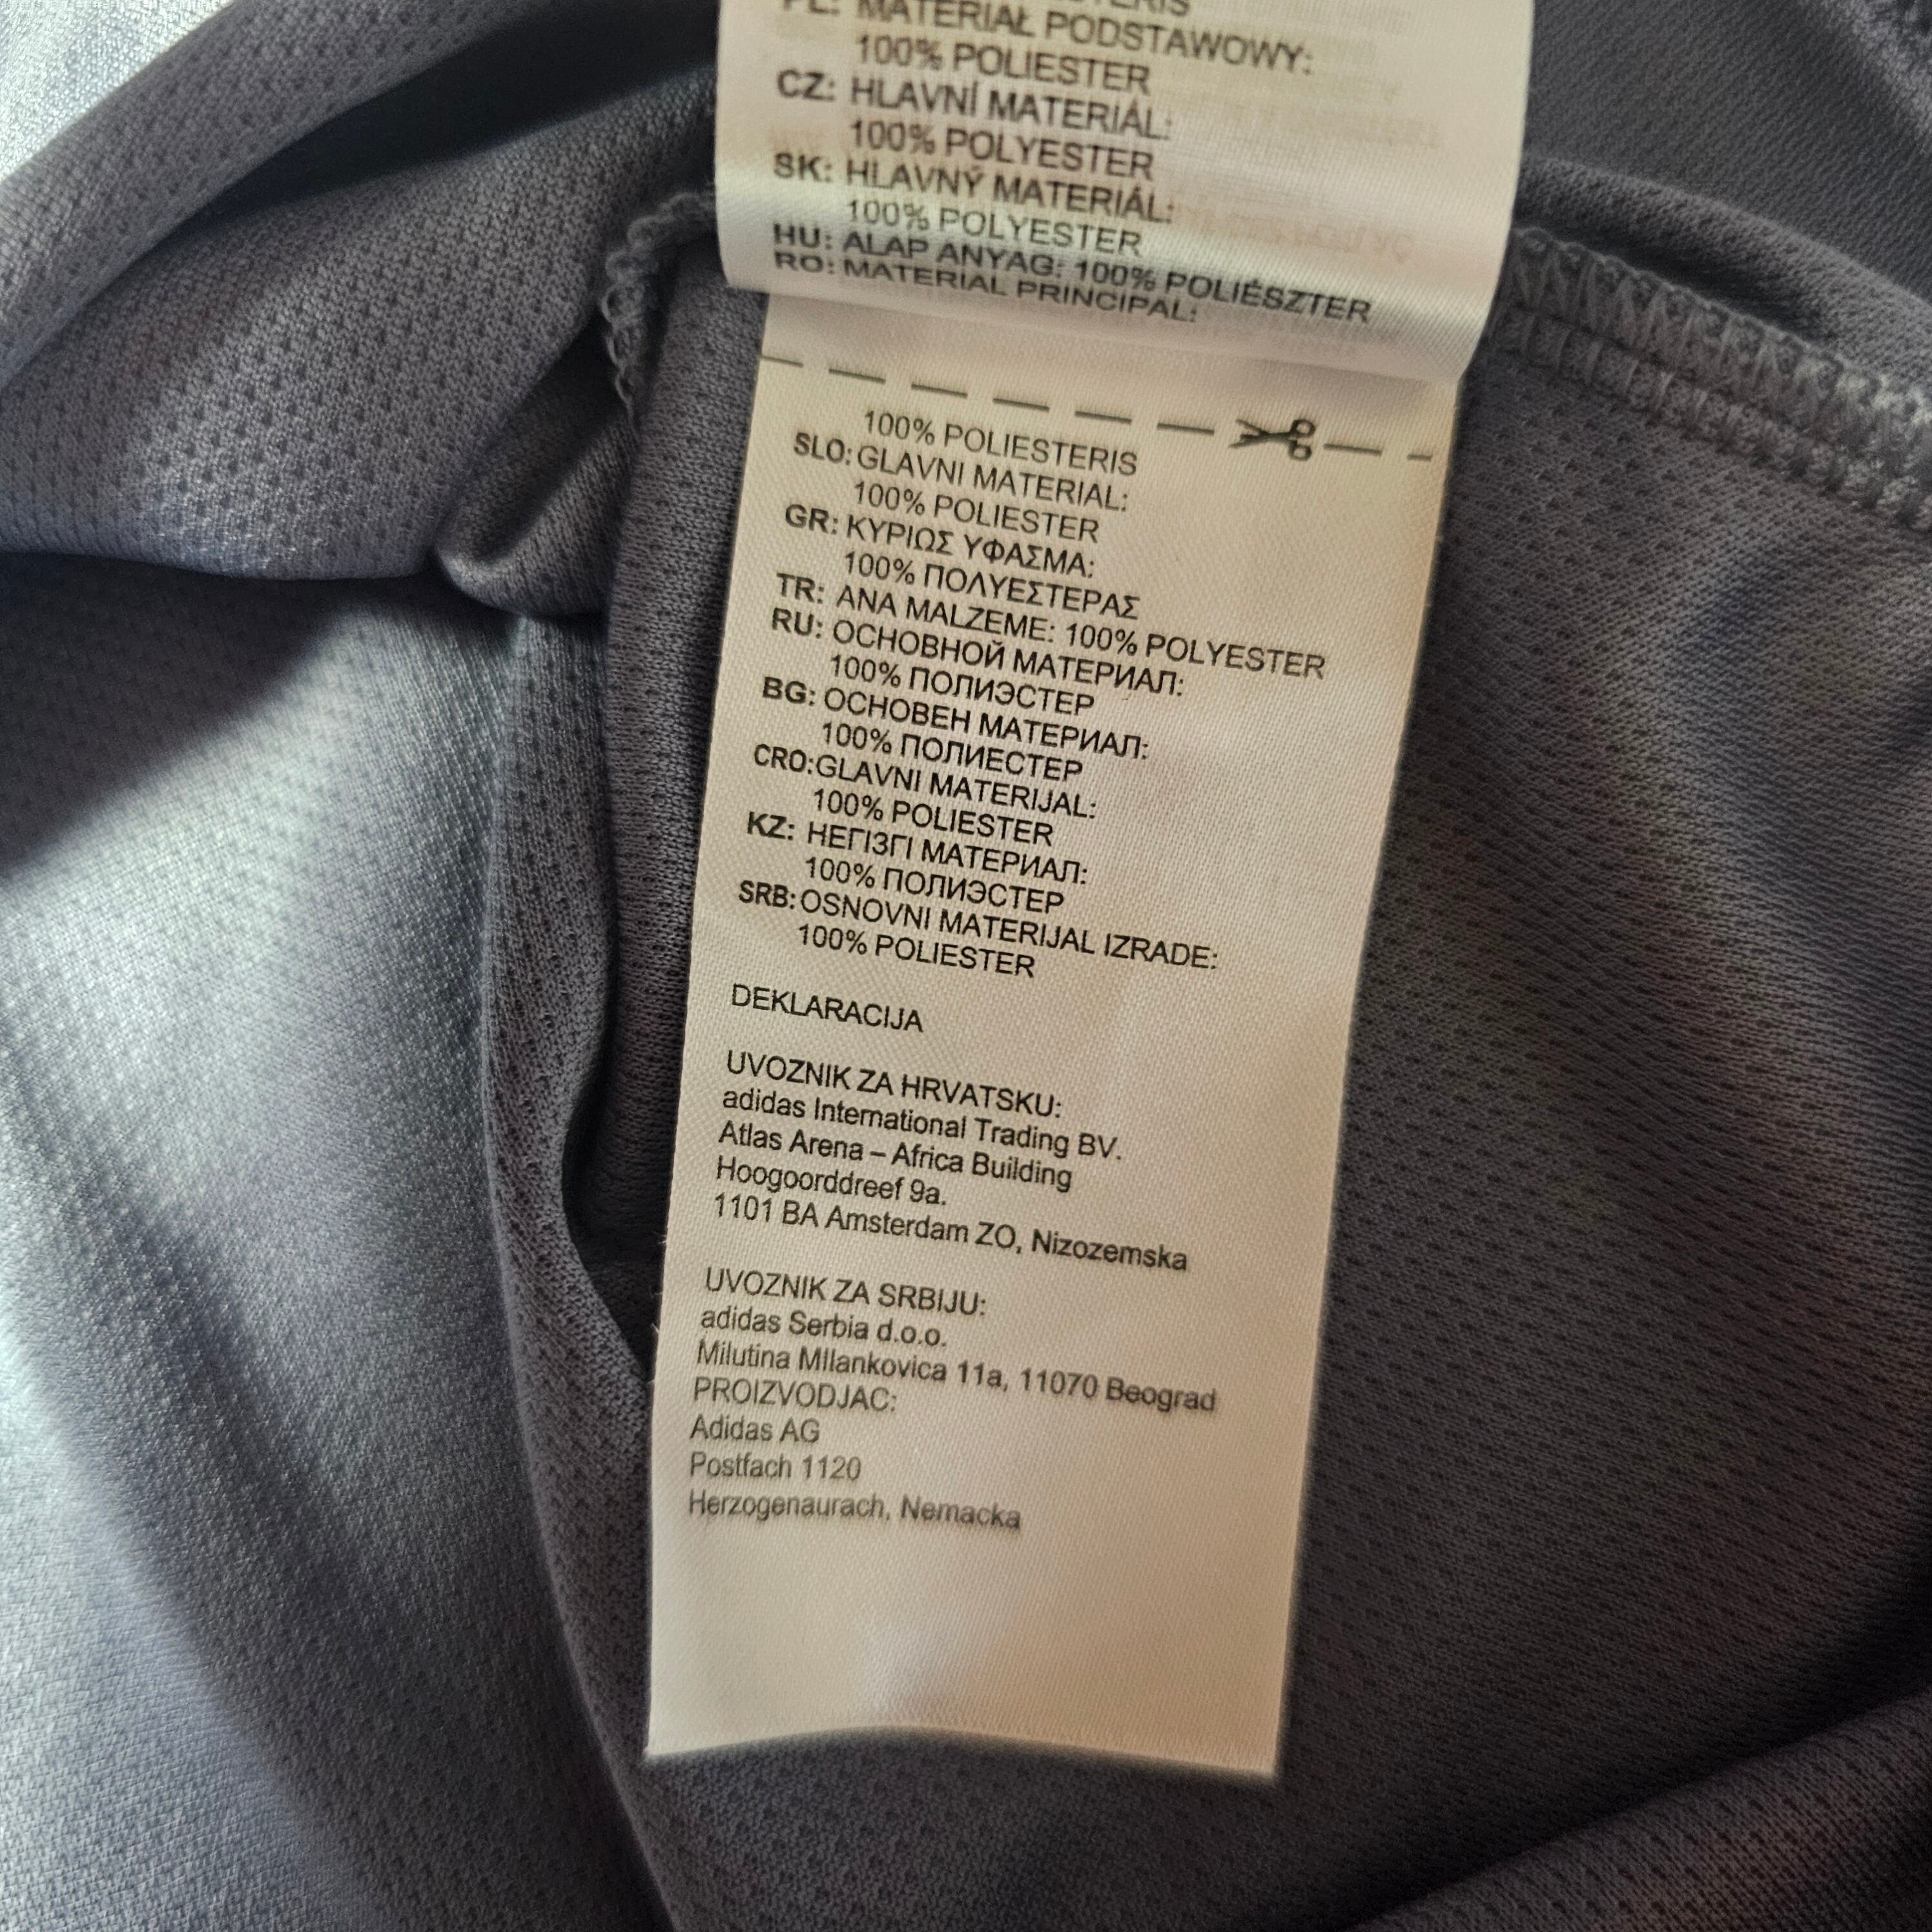 PL: MATERIAŁ PODSTAWOWY:
100% POLIESTER
CZ: HLAVNÍ MATERIÁL:
100% POLYESTER
SK: HLAVNÝ MATERIÁL:
100% POLYESTER
HU: ALAP ANYAG: 100% POLIÉSZTER
RO: MATERIAL PRINCIPAL:
100% POLIESTERIS
SLO: GLAVNI MATERIAL:
100% POLIESTER
GR: ΚΥΡΙΩΣ ΥΦΑΣΜΑ:
100% ΠΟΛΥΕΣΤΕΡΑΣ
TR: ANA MALZEME: 100% POLYESTER
RU: ОСНОВНОЙ МАТЕРИАЛ:
100% ПОЛИЭСТЕР
BG: ОСНОВЕН МАТЕРИАЛ:
100% ПОЛИЕСТЕР
CRO: GLAVNI MATERIJAL:
100% POLIESTER
KZ: НЕГІЗГІ МАТЕРИАЛ:
100% ПОЛИЭСТЕР
SRB: OSNOVNI MATERIJAL IZRADE:
100% POLIESTER
DEKLARACIJA
UVOZNIK ZA HRVATSKU:
adidas International Trading BV.
Atlas Arena – Africa Building
Hoogoorddreef 9a.
1101 BA Amsterdam ZO, Nizozemska
UVOZNIK ZA SRBIJU:
adidas Serbia d.o.o.
Milutina MIlankovica 11a, 11070 Beograd
PROIZVODJAC:
Adidas AG
Postfach 1120
Herzogenaurach, Nemacka